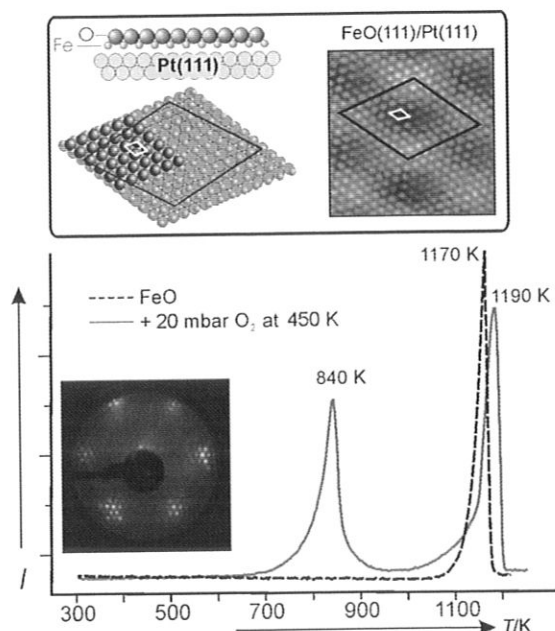 FeO(111)/Pt(111)
O
Fe
Pt(111)
1170 K
FeO
1190 K
+ 20 mbar O₂ at 450 K
840 K
I
300
500
700
900
1100
T/K